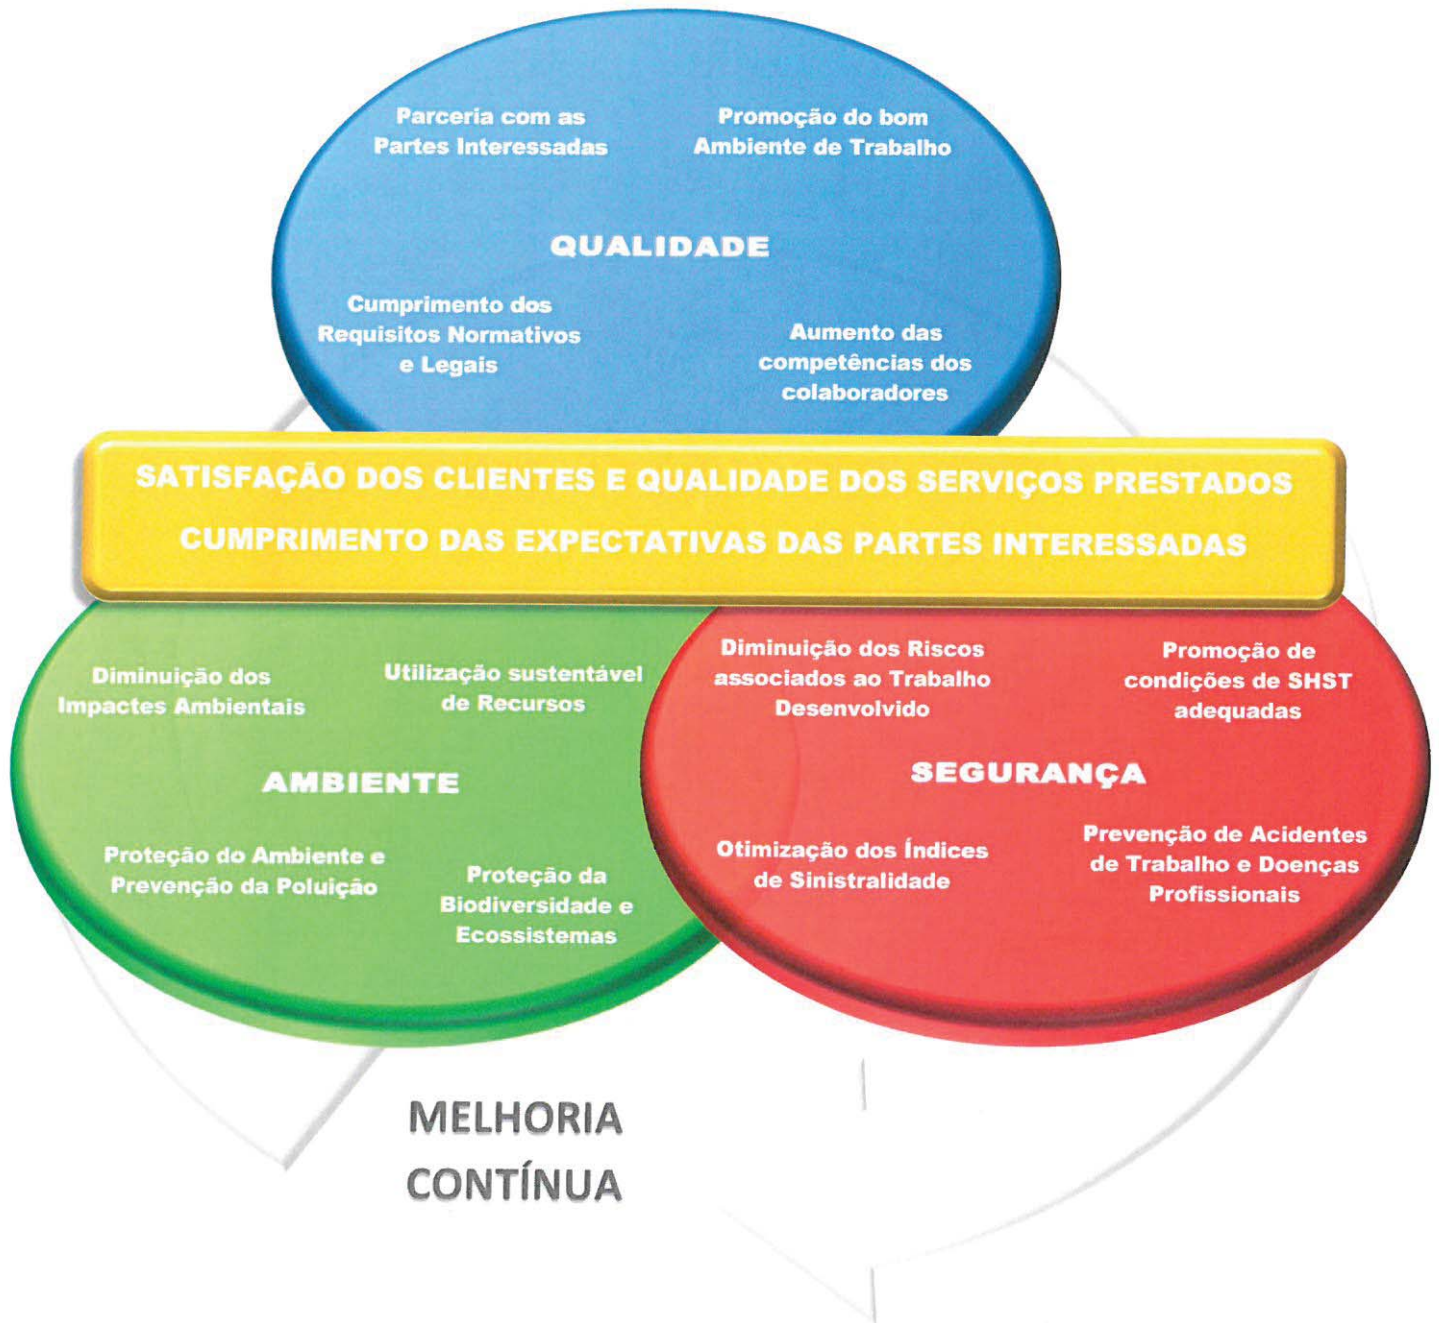 Parceria com as
Partes Interessadas
Promoção do bom
Ambiente de Trabalho
QUALIDADE
Cumprimento dos
Requisitos Normativos
e Legais
Aumento das
competências dos
colaboradores
SATISFAÇÃO DOS CLIENTES E QUALIDADE DOS SERVIÇOS PRESTADOS
CUMPRIMENTO DAS EXPECTATIVAS DAS PARTES INTERESSADAS
Diminuição dos
Impactes Ambientais
Utilização sustentável
de Recursos
AMBIENTE
Proteção do Ambiente e
Prevenção da Poluição
Proteção da
Biodiversidade e
Ecossistemas
Diminuição dos Riscos
associados ao Trabalho
Desenvolvido
Promoção de
condições de SHST
adequadas
SEGURANÇA
Otimização dos Índices
de Sinistralidade
Prevenção de Acidentes
de Trabalho e Doenças
Profissionais
MELHORIA
CONTÍNUA